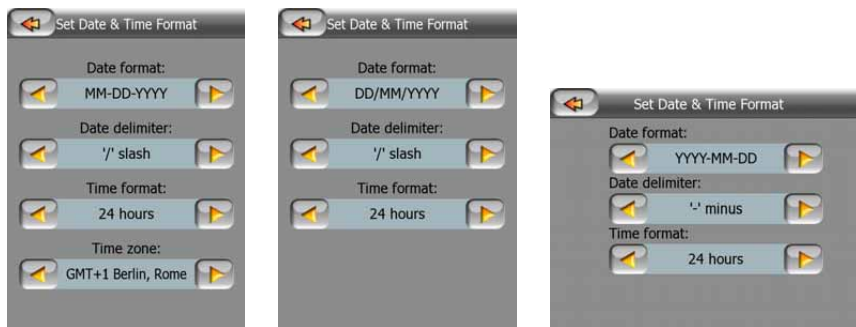 Set Date & Time Format
Date format:
MM-DD-YYYY
Date delimiter:
'/' slash
Time format:
24 hours
Time zone:
GMT+1 Berlin, Rome
Set Date & Time Format
Date format:
DD/MM/YYYY
Date delimiter:
'/' slash
Time format:
24 hours
Set Date & Time Format
Date format:
YYYY-MM-DD
Date delimiter:
'-' minus
Time format:
24 hours